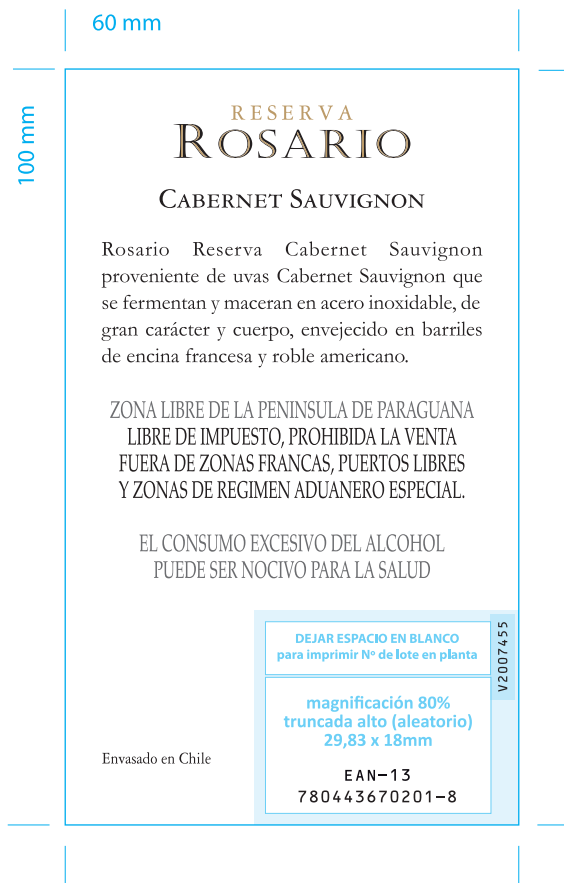 60 mm
100 mm
RESERVA
ROSARIO
CABERNET SAUVIGNON
Rosario Reserva Cabernet Sauvignon
proveniente de uvas Cabernet Sauvignon que
se fermentan y maceran en acero inoxidable, de
gran carácter y cuerpo, envejecido en barriles
de encina francesa y roble americano.
ZONA LIBRE DE LA PENINSULA DE PARAGUANA
LIBRE DE IMPUESTO, PROHIBIDA LA VENTA
FUERA DE ZONAS FRANCAS, PUERTOS LIBRES
Y ZONAS DE REGIMEN ADUANERO ESPECIAL.
EL CONSUMO EXCESIVO DEL ALCOHOL
PUEDE SER NOCIVO PARA LA SALUD
DEJAR ESPACIO EN BLANCO
para imprimir Nº de lote en planta
V2007455
magnificación 80%
truncada alto (aleatorio)
29,83 x 18mm
EAN-13
780443670201-8
Envasado en Chile